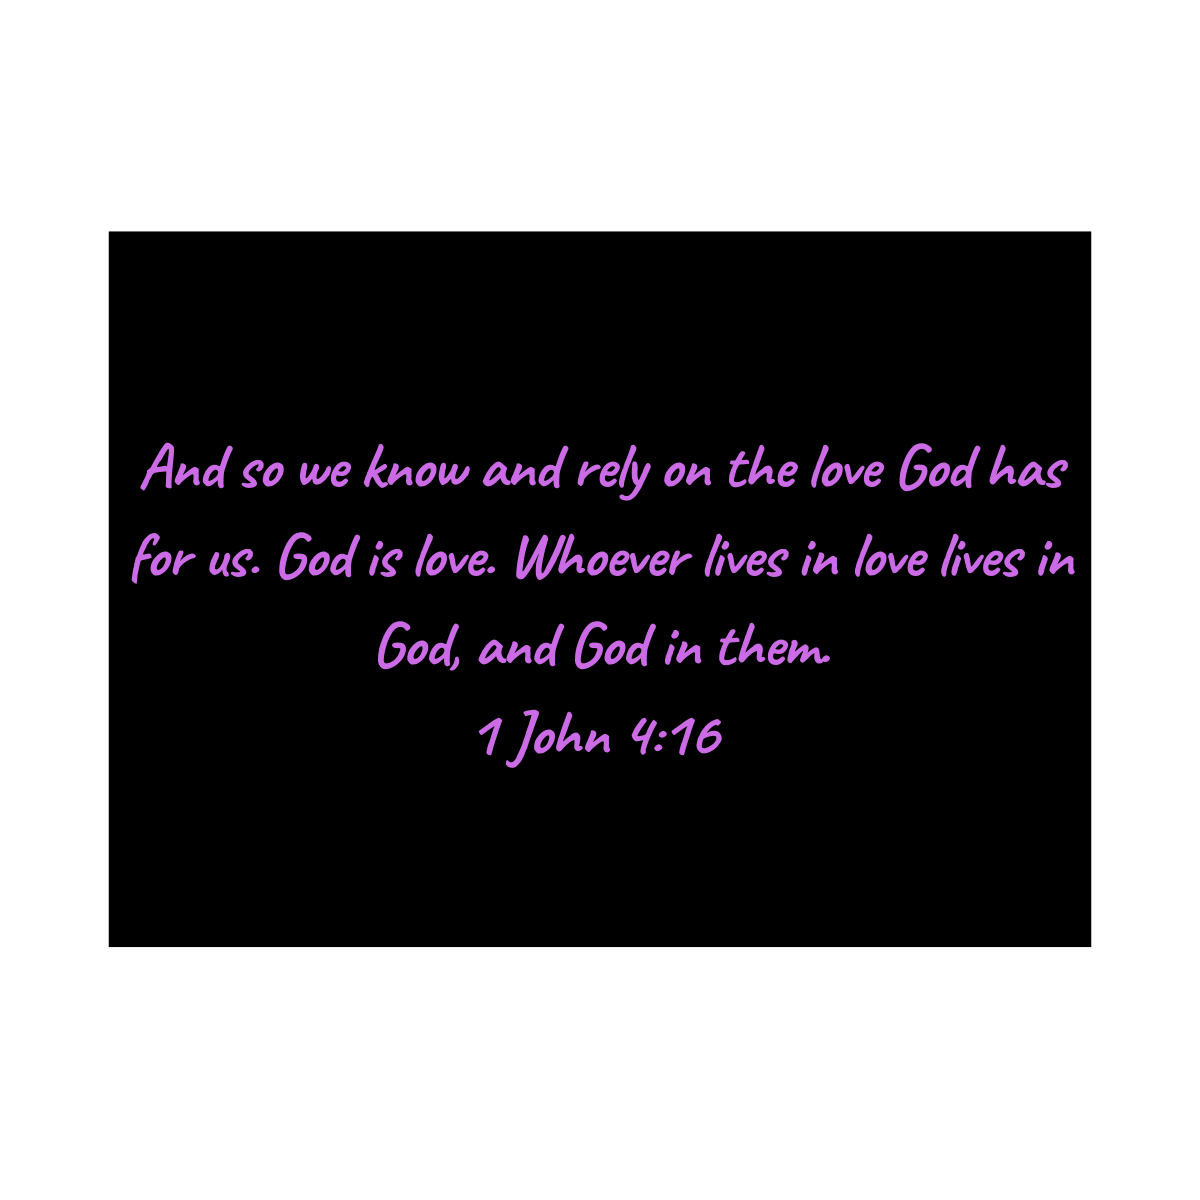 And so we know and rely on the love God has
for us. God is love. Whoever lives in love lives in
God, and God in them.
1 John 4:16